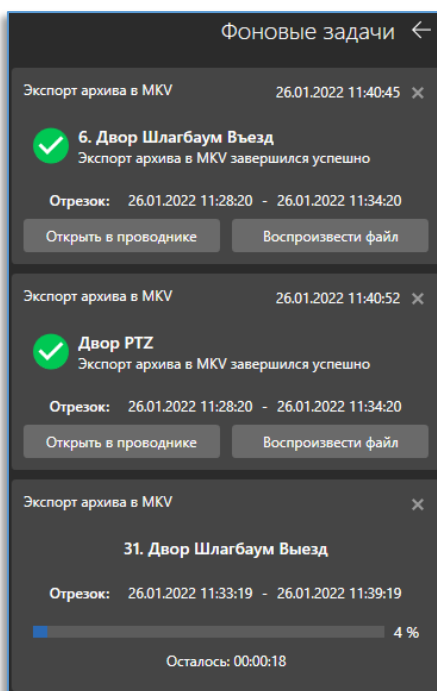 Фоновые задачи
Экспорт архива в MKV 26.01.2022 11:40:45
6. Двор Шлагбаум Въезд
Экспорт архива в MKV завершился успешно
Отрезок: 26.01.2022 11:28:20 - 26.01.2022 11:34:20
Открыть в проводнике Воспроизвести файл
Экспорт архива в MKV 26.01.2022 11:40:52
Двор PTZ
Экспорт архива в MKV завершился успешно
Отрезок: 26.01.2022 11:28:20 - 26.01.2022 11:34:20
Открыть в проводнике Воспроизвести файл
Экспорт архива в MKV
31. Двор Шлагбаум Выезд
Отрезок: 26.01.2022 11:33:19 - 26.01.2022 11:39:19
4 %
Осталось: 00:00:18